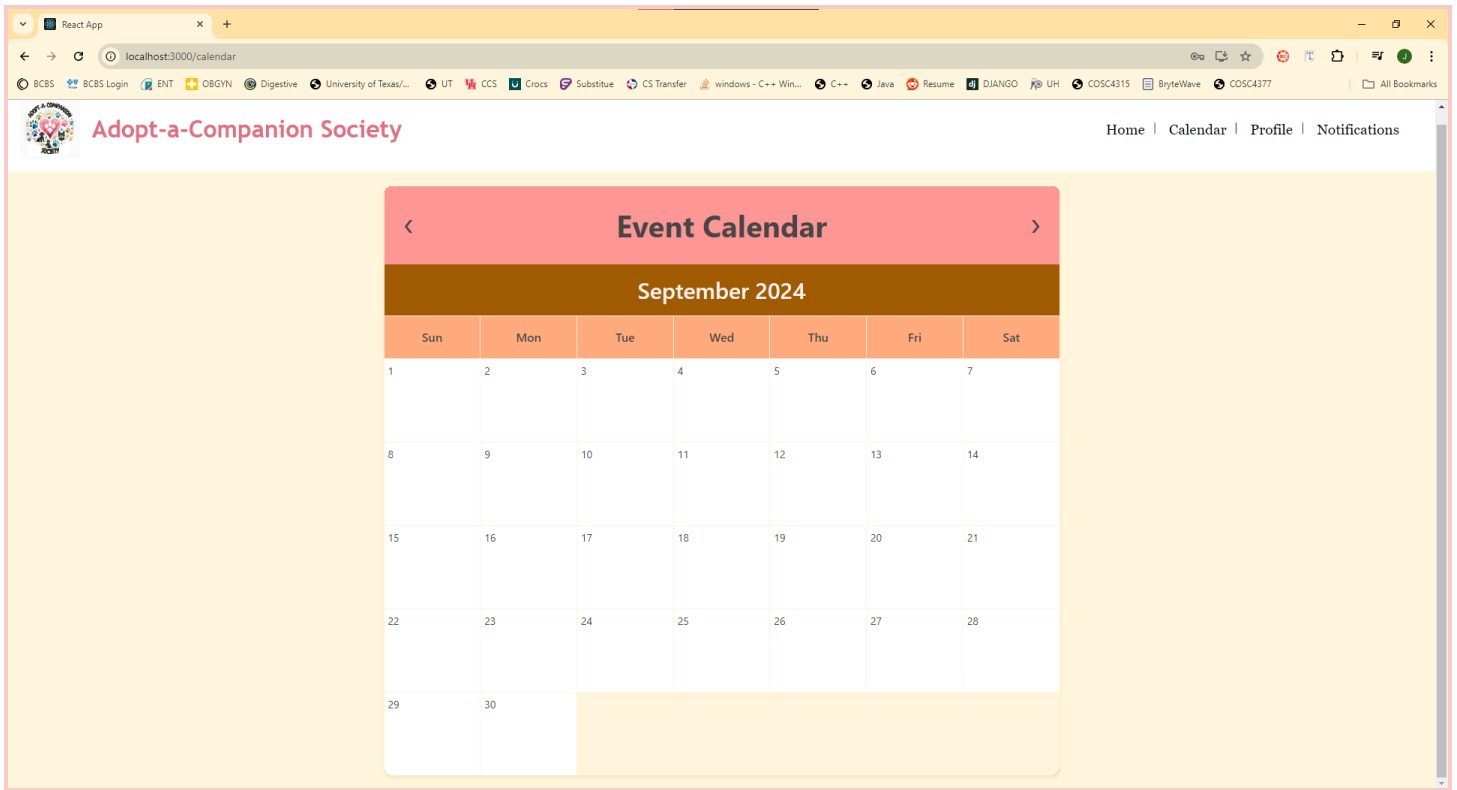 React App
localhost:3000/calendar
BCBS BCBS Login ENT OBGYN Digestive University of Texas/... UT CCS Crocs Substitue CS Transfer windows - C++ Win... C++ Java Resume DJANGO UH COSC4315 BryteWave COSC4377 All Bookmarks
ADOPT-A-COMPANION
SOCIETY
Adopt-a-Companion Society
Home | Calendar | Profile | Notifications
‹ Event Calendar ›
September 2024
Sun Mon Tue Wed Thu Fri Sat
1 2 3 4 5 6 7
8 9 10 11 12 13 14
15 16 17 18 19 20 21
22 23 24 25 26 27 28
29 30